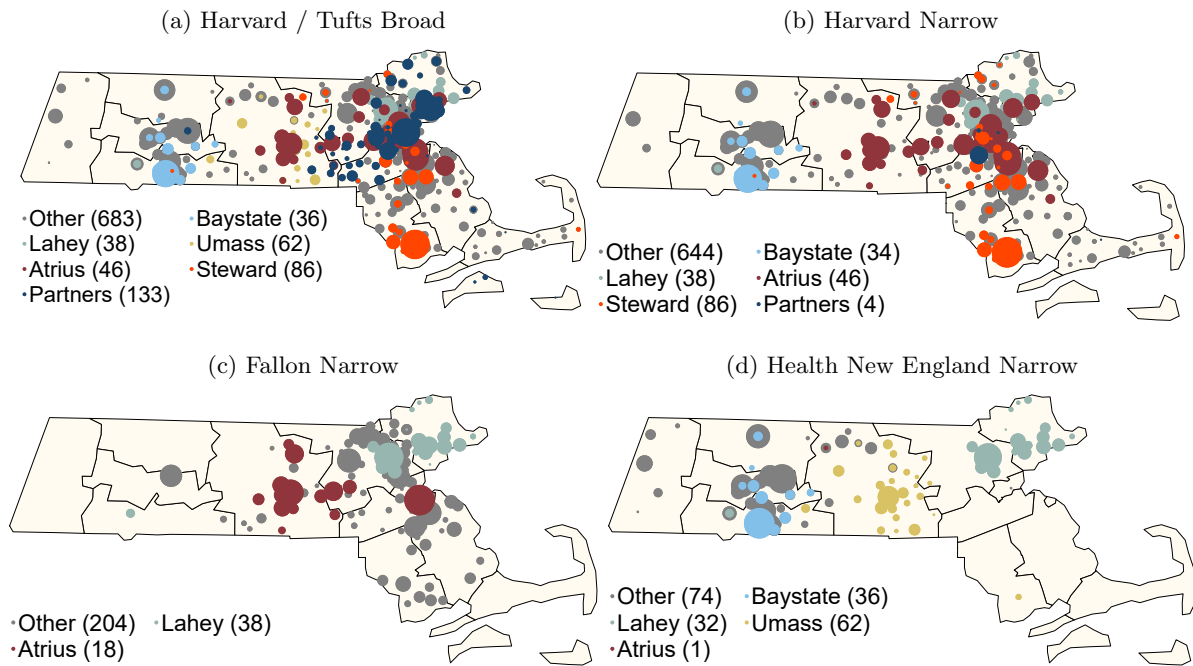 (a) Harvard / Tufts Broad
(b) Harvard Narrow
Other (683) Baystate (36)
Lahey (38) Umass (62)
Atrius (46) Steward (86)
Partners (133)
Other (644) Baystate (34)
Lahey (38) Atrius (46)
Steward (86) Partners (4)
(c) Fallon Narrow
(d) Health New England Narrow
Other (204) Lahey (38)
Atrius (18)
Other (74) Baystate (36)
Lahey (32) Umass (62)
Atrius (1)